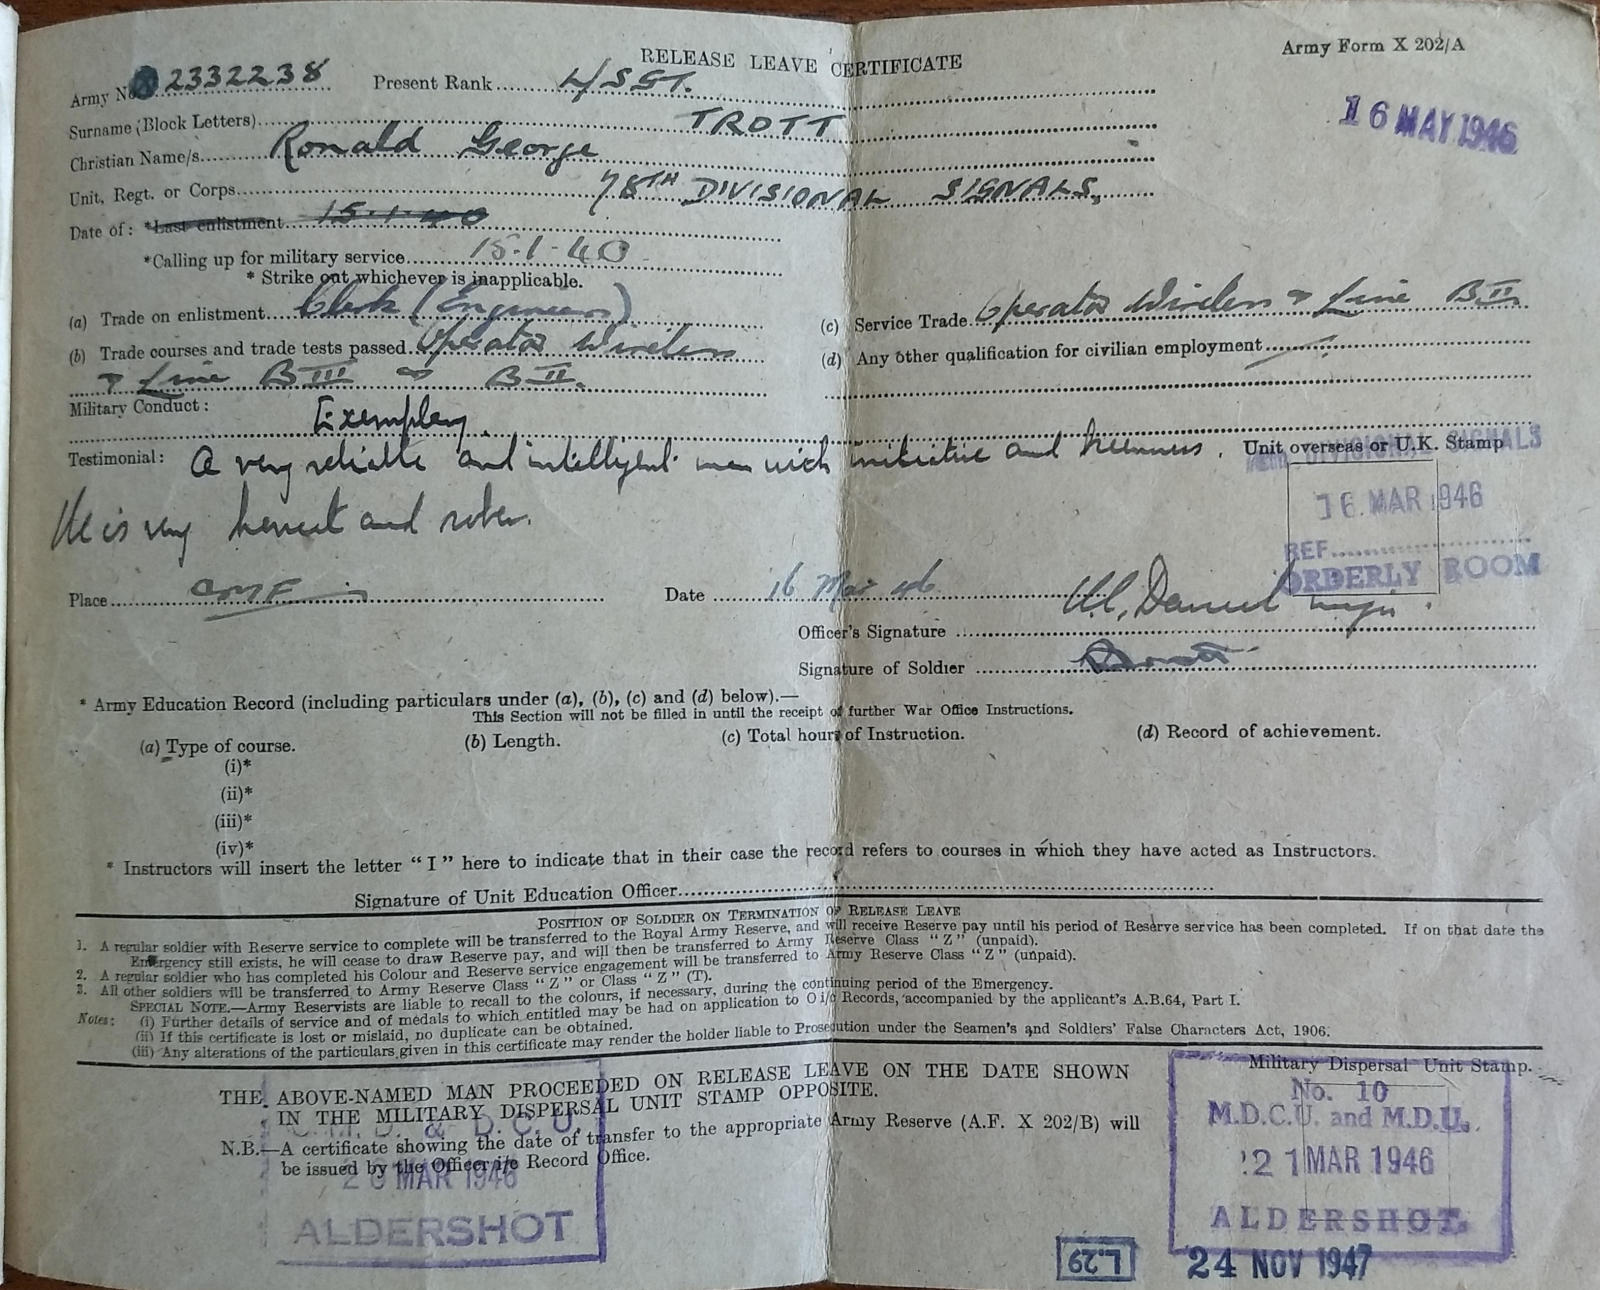 RELEASE LEAVE CERTIFICATE
Army Form X 202/A
Army No. 2332238 Present Rank L/SGT.
16 MAY 1946
Surname (Block Letters) TROTT
Christian Name/s Ronald George
Unit, Regt. or Corps 78TH DIVISIONAL SIGNALS
Date of: *Last enlistment 15.1.40
*Calling up for military service 15.1.40
* Strike out whichever is inapplicable.
(a) Trade on enlistment Clerk (Engineers)
(c) Service Trade Operator Wireless & Line B.II
(b) Trade courses and trade tests passed Operator Wireless
(d) Any other qualification for civilian employment
& Line B III & B II.
Military Conduct: Exemplary.
Testimonial: A very reliable and intelligent man with initiative and keenness.
He is very honest and sober.
Unit overseas or U.K. Stamp
DIVISIONAL SIGNALS
16 MAR 1946
REF
ORDERLY ROOM
Place CMF Date 16 Mar 46
Officer's Signature Daniel Major
Signature of Soldier
* Army Education Record (including particulars under (a), (b), (c) and (d) below).—
This Section will not be filled in until the receipt of further War Office Instructions.
(a) Type of course. (b) Length. (c) Total hours of Instruction. (d) Record of achievement.
(i)*
(ii)*
(iii)*
(iv)*
* Instructors will insert the letter “ I ” here to indicate that in their case the record refers to courses in which they have acted as Instructors.
Signature of Unit Education Officer
POSITION OF SOLDIER ON TERMINATION OF RELEASE LEAVE
1. A regular soldier with Reserve service to complete will be transferred to the Royal Army Reserve, and will receive Reserve pay until his period of Reserve service has been completed. If on that date the
Emergency still exists, he will cease to draw Reserve pay, and will then be transferred to Army Reserve Class “ Z ” (unpaid).
2. A regular soldier who has completed his Colour and Reserve service engagement will be transferred to Army Reserve Class “ Z ” (unpaid).
3. All other soldiers will be transferred to Army Reserve Class “ Z ” or Class “ Z ” (T).
SPECIAL NOTE.—Army Reservists are liable to recall to the colours, if necessary, during the continuing period of the Emergency.
Notes: (i) Further details of service and of medals to which entitled may be had on application to O i/c Records, accompanied by the applicant's A.B.64, Part I.
(ii) If this certificate is lost or mislaid, no duplicate can be obtained.
(iii) Any alterations of the particulars given in this certificate may render the holder liable to Prosecution under the Seamen's and Soldiers' False Characters Act, 1906.
THE ABOVE-NAMED MAN PROCEEDED ON RELEASE LEAVE ON THE DATE SHOWN
IN THE MILITARY DISPERSAL UNIT STAMP OPPOSITE.
N.B.—A certificate showing the date of transfer to the appropriate Army Reserve (A.F. X 202/B) will
be issued by the Officer i/c Record Office.
& D.C.U.
20 MAR 1946
ALDERSHOT
Military Dispersal Unit Stamp.
No. 10
M.D.C.U. and M.D.U.
21 MAR 1946
ALDERSHOT.
L.29
24 NOV 1947